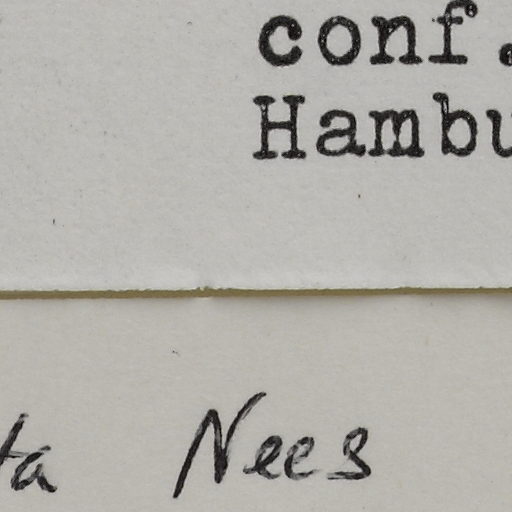 conf.
Hambu
ta Nees